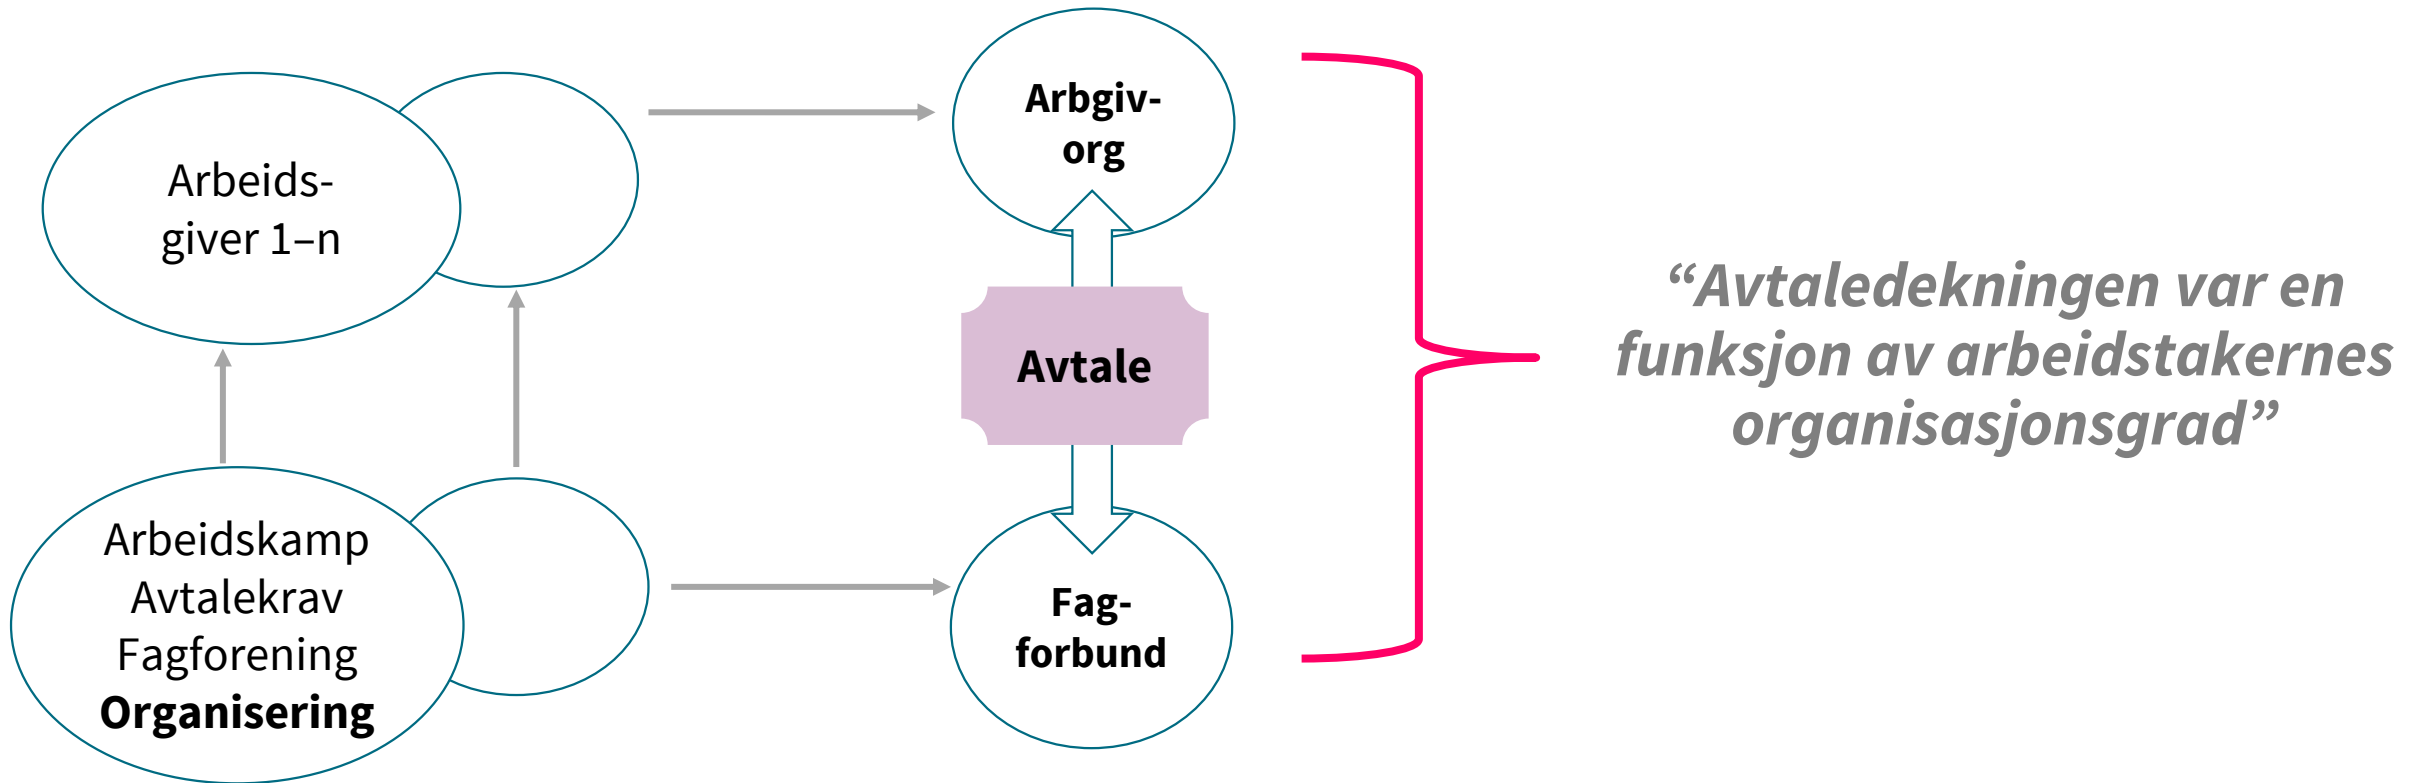 Arbeids-
giver 1–n
Arbgiv-
org
Avtale
Arbeidskamp
Avtalekrav
Fagforening
Organisering
Fag-
forbund
“Avtaledekningen var en
funksjon av arbeidstakernes
organisasjonsgrad”